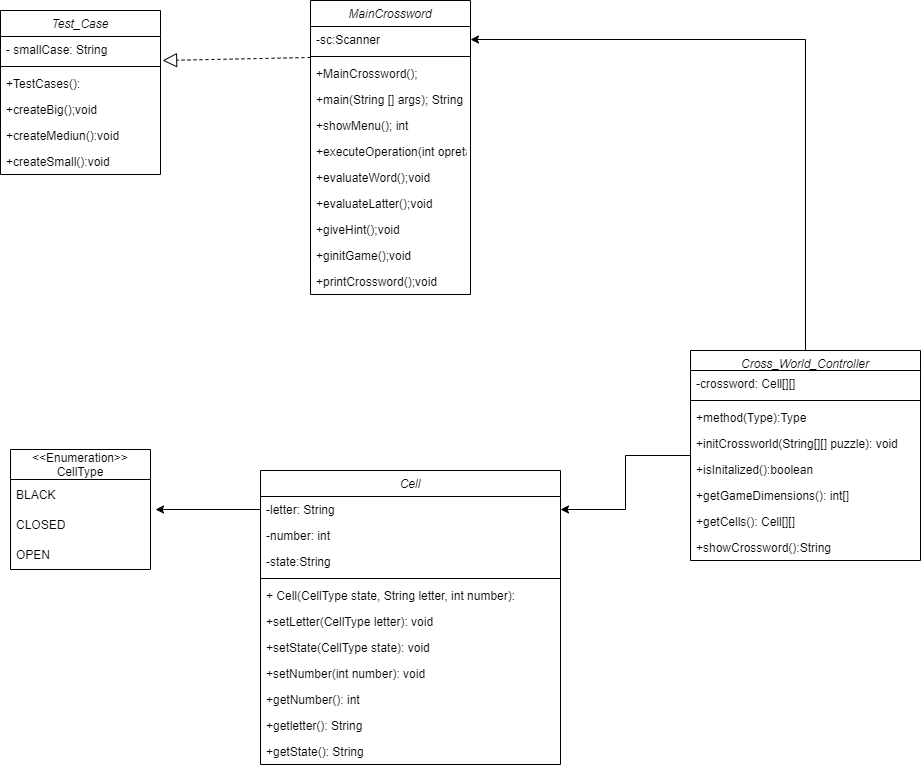 Test_Case
- smallCase: String
+TestCases():
+createBig();void
+createMediun():void
+createSmall():void
MainCrossword
-sc:Scanner
+MainCrossword();
+main(String [] args); String
+showMenu(); int
+executeOperation(int opret
+evaluateWord();void
+evaluateLatter();void
+giveHint();void
+ginitGame();void
+printCrossword();void
Cross_World_Controller
-crossword: Cell[][]
+method(Type):Type
+initCrossworld(String[][] puzzle): void
+isInitalized():boolean
+getGameDimensions(): int[]
+getCells(): Cell[][]
+showCrossword():String
<<Enumeration>>
CellType
BLACK
CLOSED
OPEN
Cell
-letter: String
-number: int
-state:String
+ Cell(CellType state, String letter, int number):
+setLetter(CellType letter): void
+setState(CellType state): void
+setNumber(int number): void
+getNumber(): int
+getletter(): String
+getState(): String